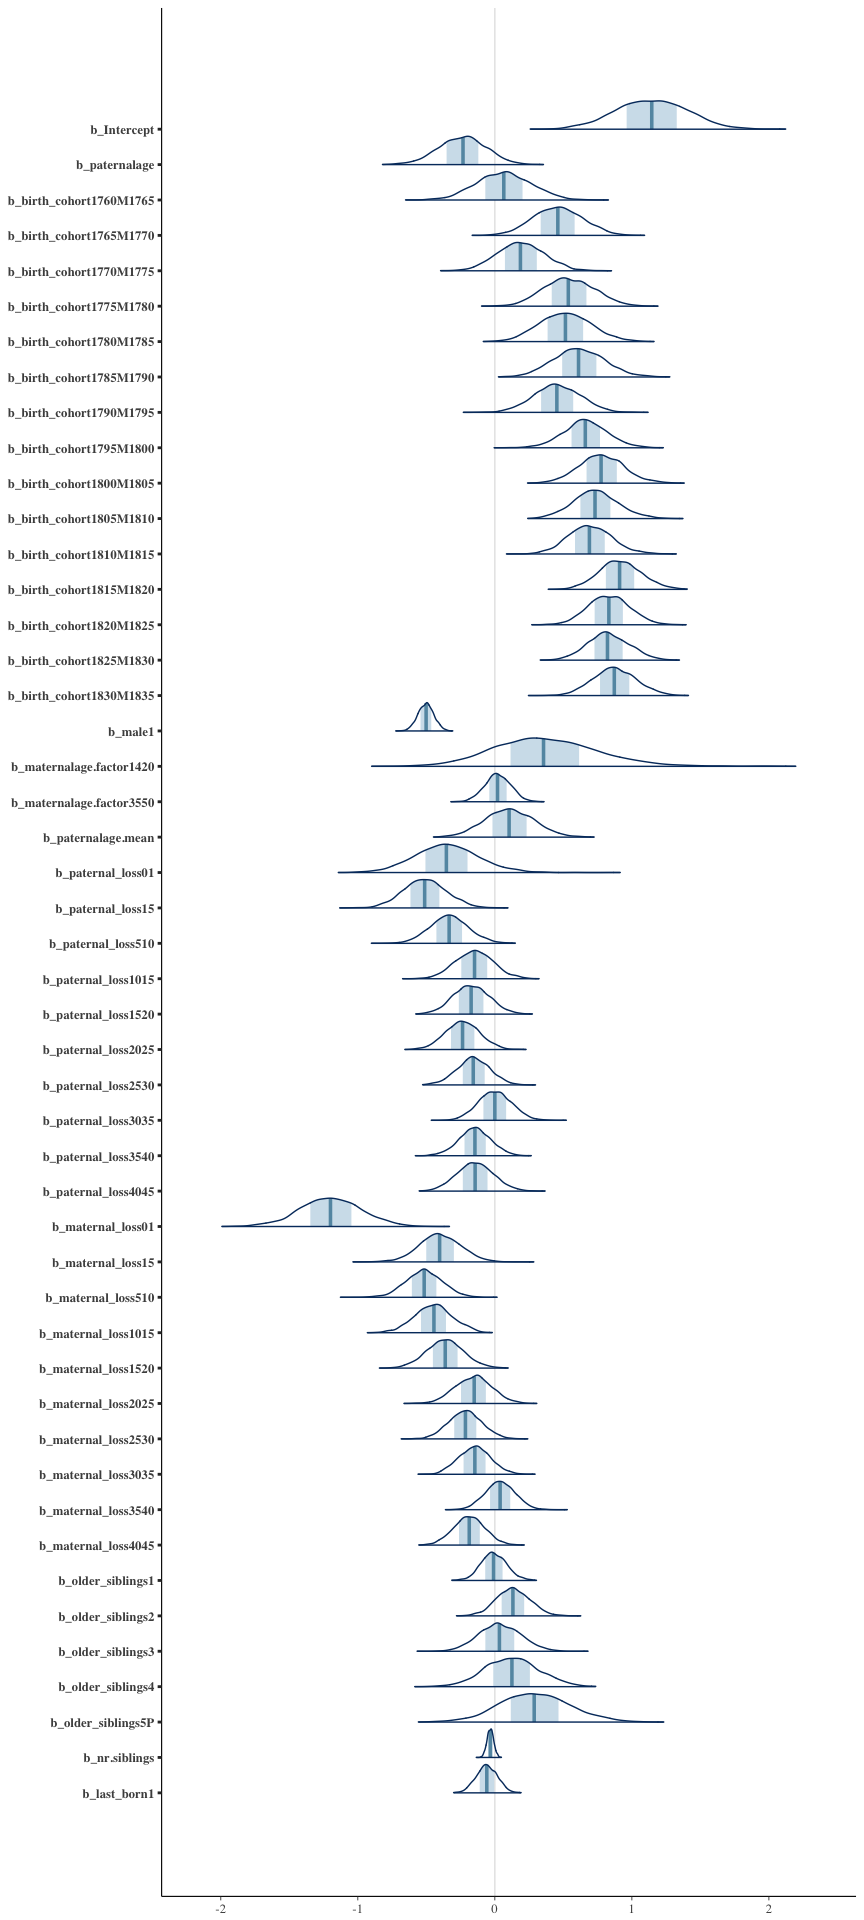 b_Intercept
b_paternalage
b_birth_cohort1760M1765
b_birth_cohort1765M1770
b_birth_cohort1770M1775
b_birth_cohort1775M1780
b_birth_cohort1780M1785
b_birth_cohort1785M1790
b_birth_cohort1790M1795
b_birth_cohort1795M1800
b_birth_cohort1800M1805
b_birth_cohort1805M1810
b_birth_cohort1810M1815
b_birth_cohort1815M1820
b_birth_cohort1820M1825
b_birth_cohort1825M1830
b_birth_cohort1830M1835
b_male1
b_maternalage.factor1420
b_maternalage.factor3550
b_paternalage.mean
b_paternal_loss01
b_paternal_loss15
b_paternal_loss510
b_paternal_loss1015
b_paternal_loss1520
b_paternal_loss2025
b_paternal_loss2530
b_paternal_loss3035
b_paternal_loss3540
b_paternal_loss4045
b_maternal_loss01
b_maternal_loss15
b_maternal_loss510
b_maternal_loss1015
b_maternal_loss1520
b_maternal_loss2025
b_maternal_loss2530
b_maternal_loss3035
b_maternal_loss3540
b_maternal_loss4045
b_older_siblings1
b_older_siblings2
b_older_siblings3
b_older_siblings4
b_older_siblings5P
b_nr.siblings
b_last_born1
-2 -1 0 1 2